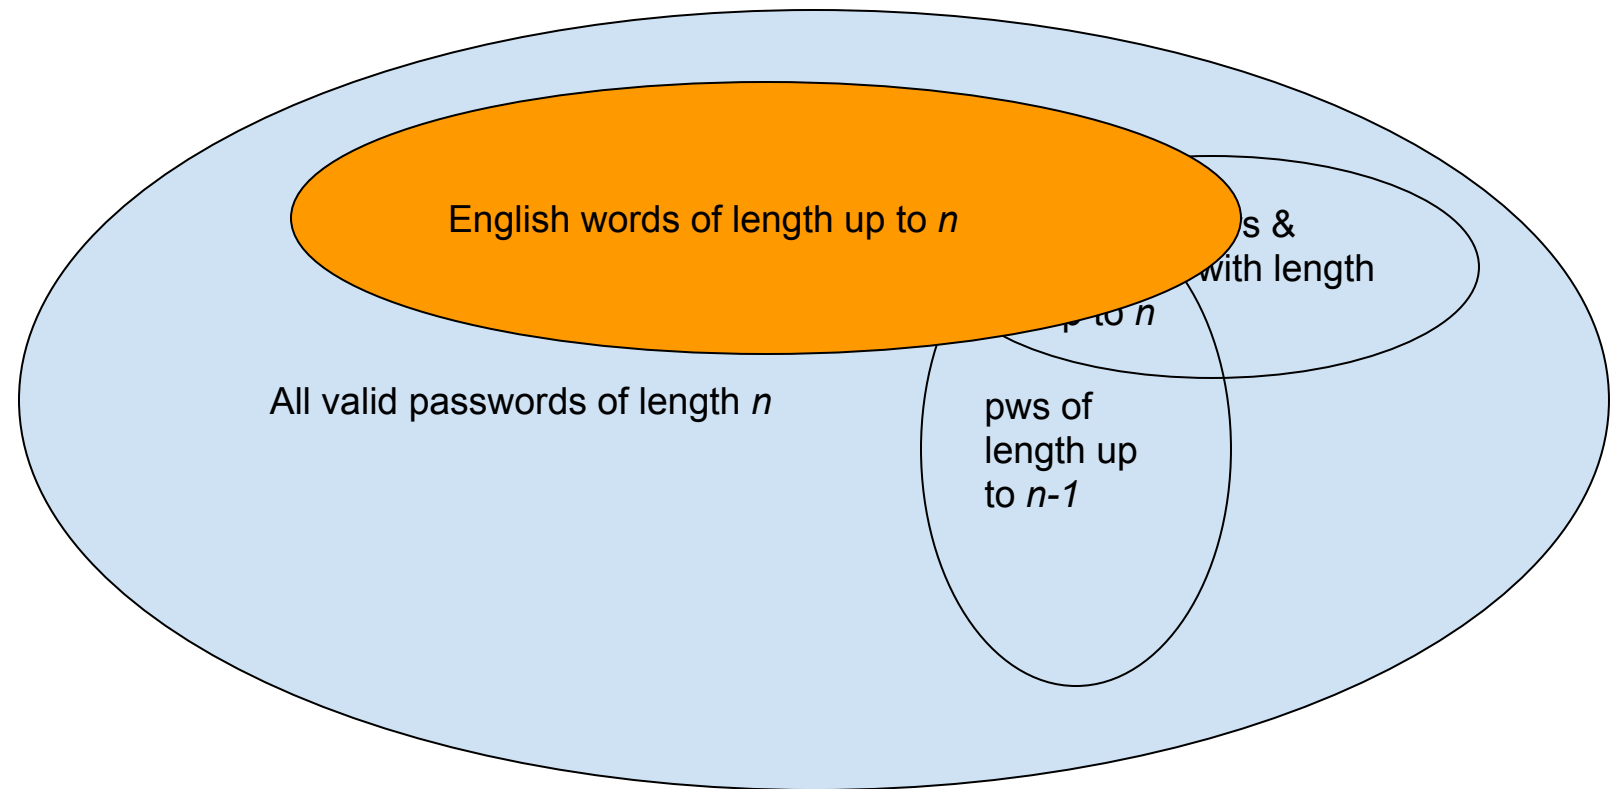 English words of length up to n
s &
with length
to n
All valid passwords of length n
pws of
length up
to n-1